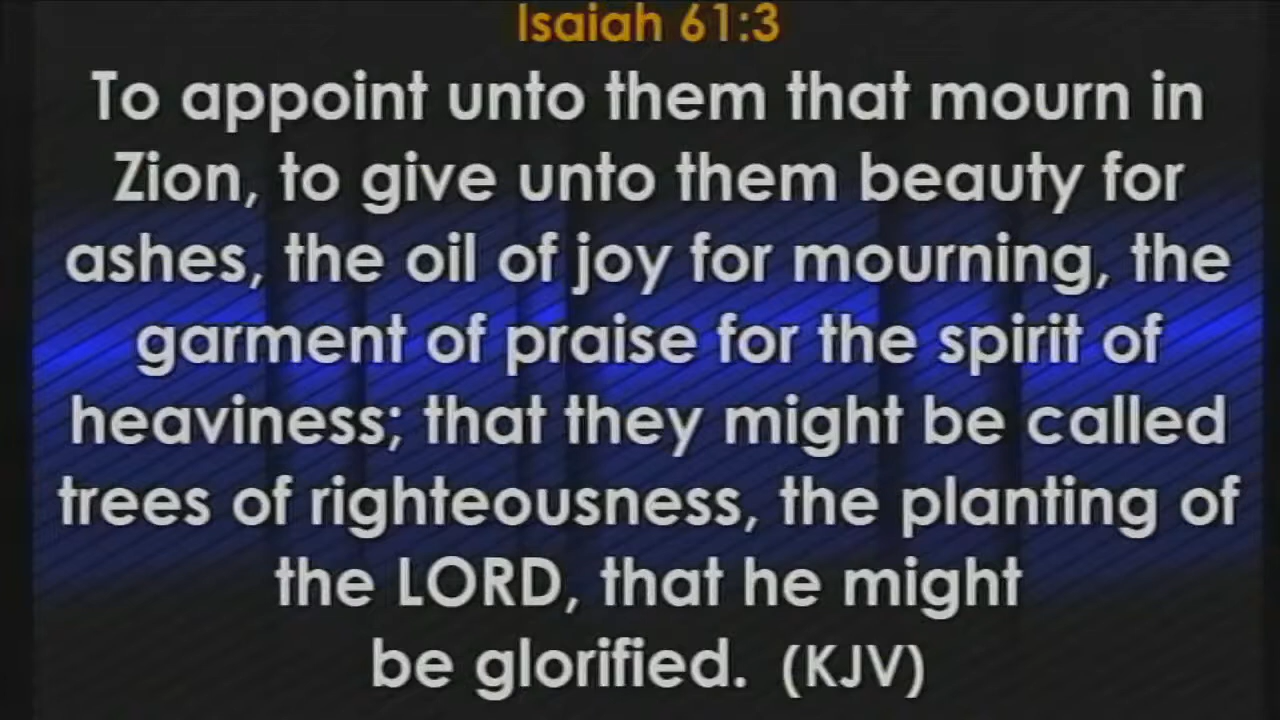 Isaiah 61:3
To appoint unto them that mourn in
Zion, to give unto them beauty for
ashes, the oil of joy for mourning, the
garment of praise for the spirit of
heaviness; that they might be called
trees of righteousness, the planting of
the LORD, that he might
be glorified. (KJV)